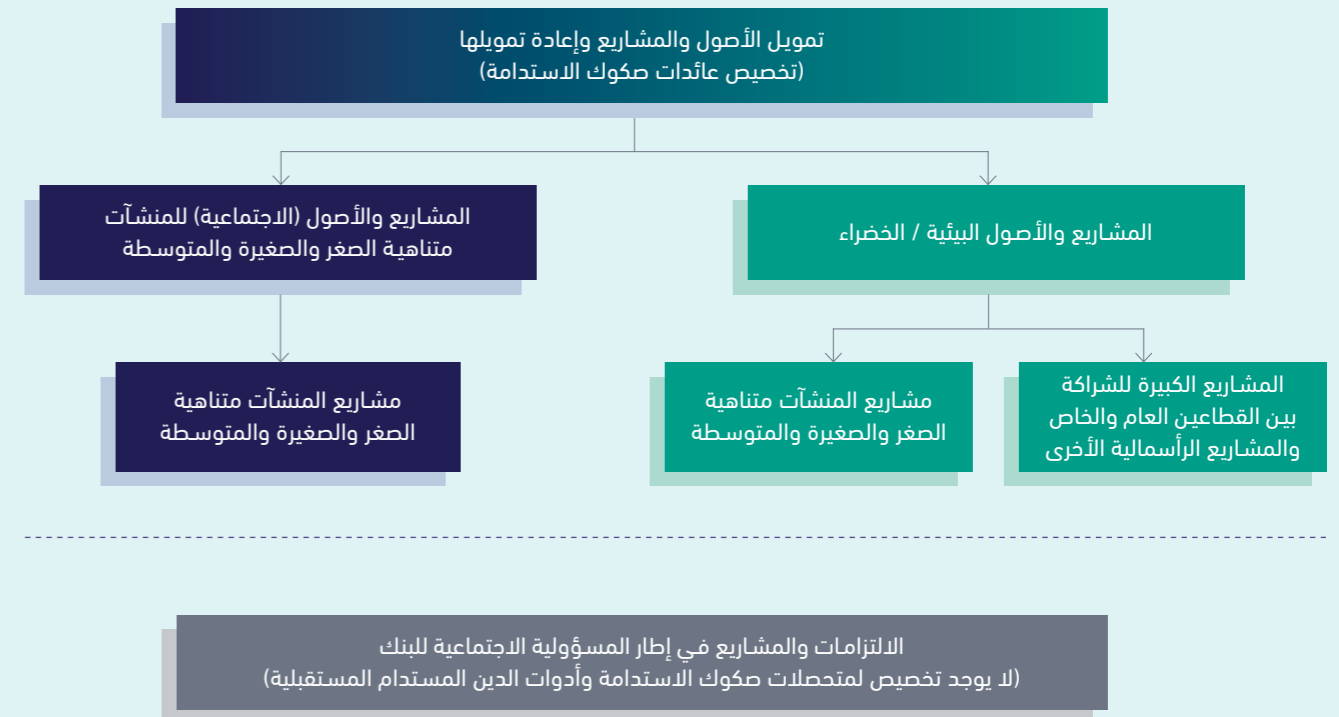 تمويل الأصول والمشاريع وإعادة تمويلها
(تخصيص عائدات صكوك الاستدامة)
المشاريع والأصول البيئية / الخضراء
المشاريع والأصول (الاجتماعية) للمنشآت
متناهية الصغر والصغيرة والمتوسطة
المشاريع الكبيرة للشراكة
بين القطاعين العام والخاص
والمشاريع الرأسمالية الأخرى
مشاريع المنشآت متناهية
الصغر والصغيرة والمتوسطة
مشاريع المنشآت متناهية
الصغر والصغيرة والمتوسطة
الالتزامات والمشاريع في إطار المسؤولية الاجتماعية للبنك
(لا يوجد تخصيص لمتحصلات صكوك الاستدامة وأدوات الدين المستدام المستقبلية)